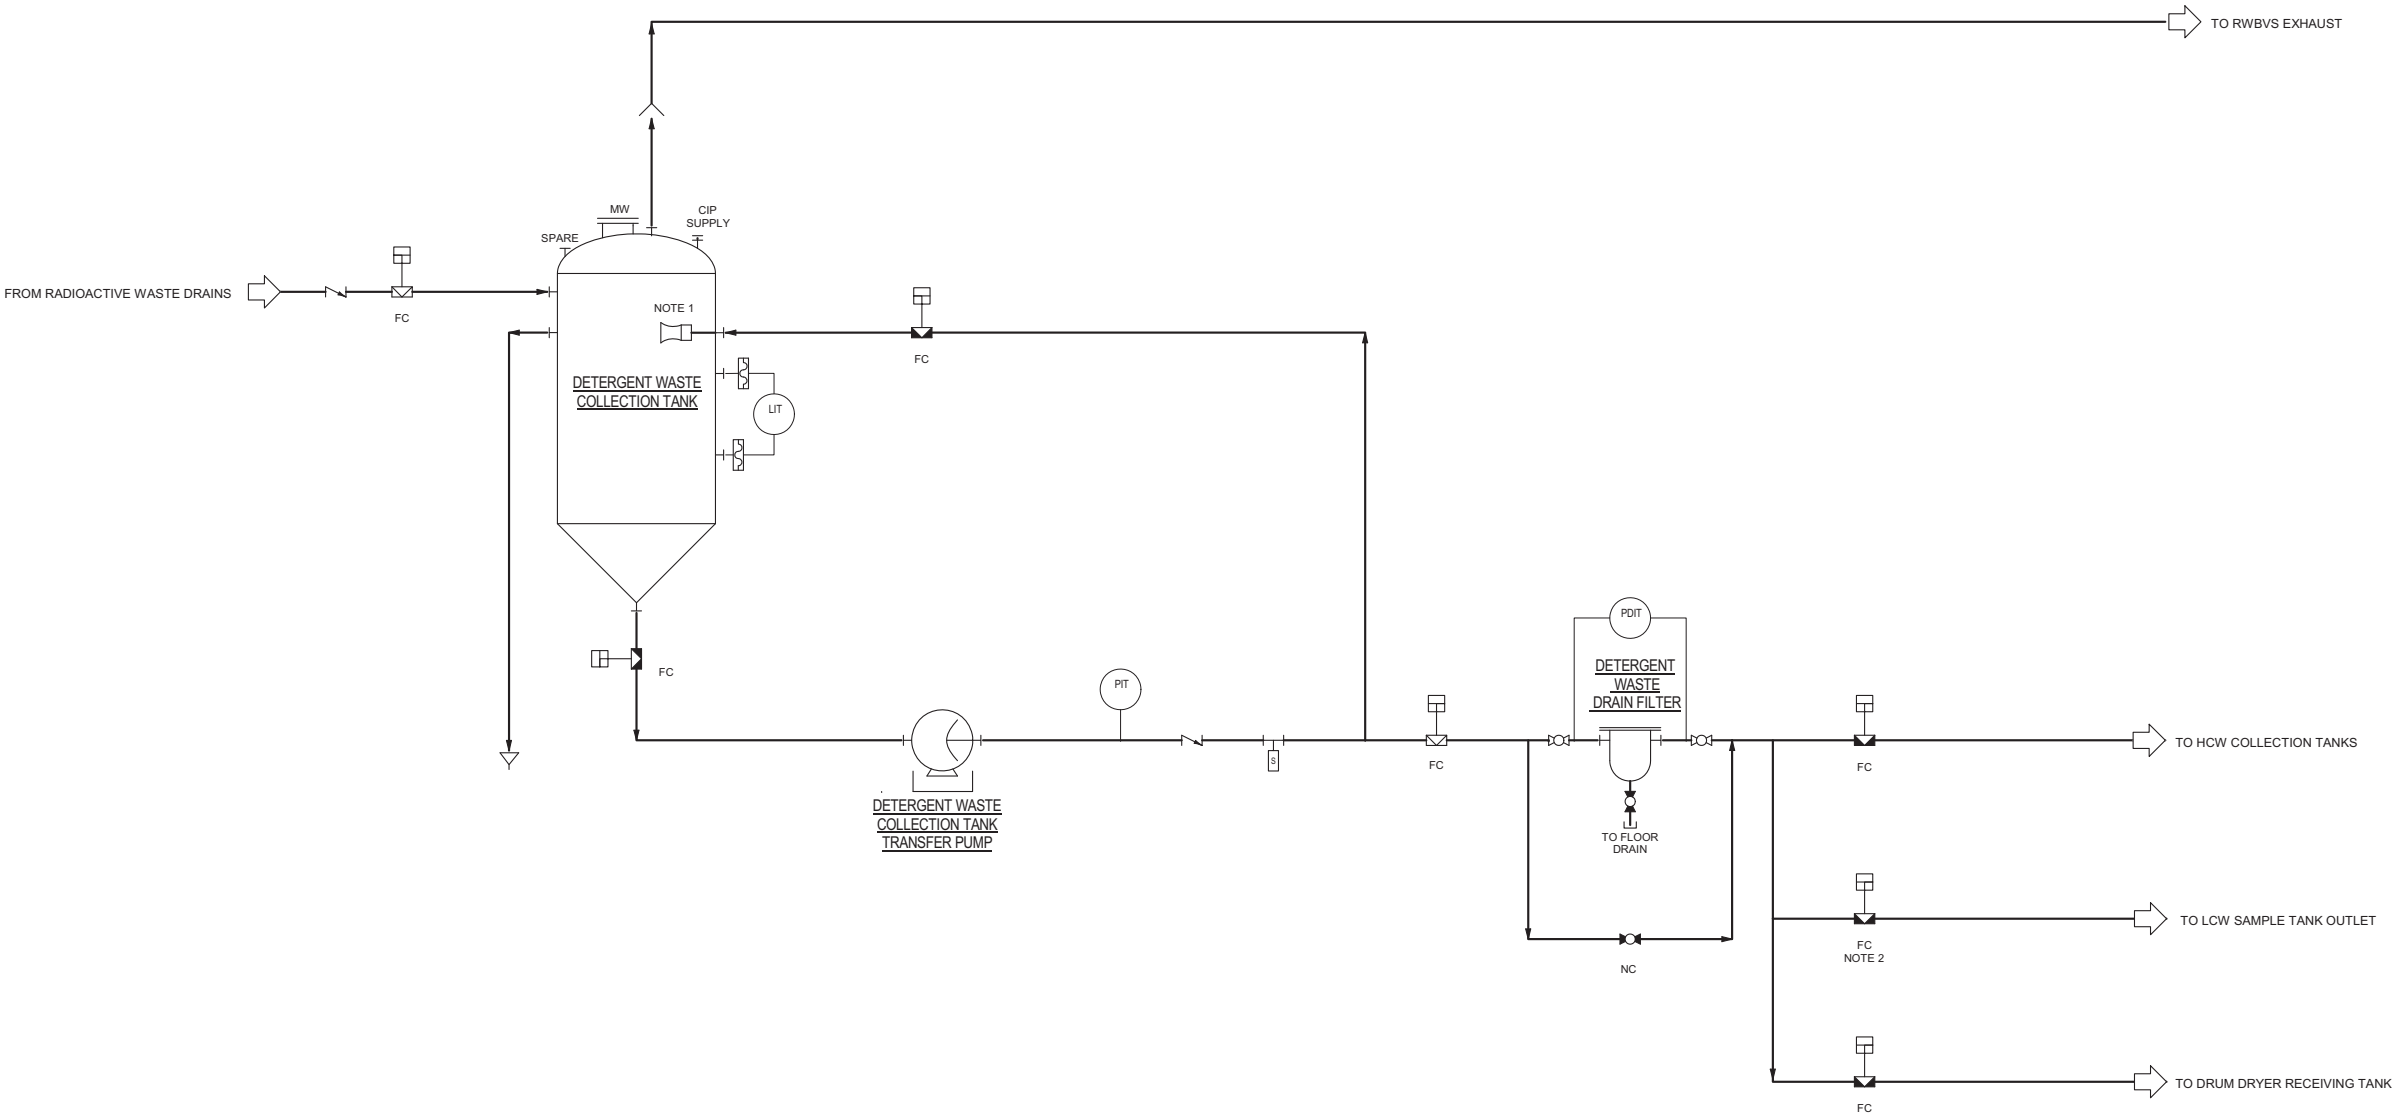 TO RWBVS EXHAUST
MW
CIP
SUPPLY
SPARE
FROM RADIOACTIVE WASTE DRAINS
FC
NOTE 1
FC
DETERGENT WASTE
COLLECTION TANK
LIT
FC
PIT
PDIT
DETERGENT
WASTE
DRAIN FILTER
S
FC
FC
TO HCW COLLECTION TANKS
DETERGENT WASTE
COLLECTION TANK
TRANSFER PUMP
TO FLOOR
DRAIN
TO LCW SAMPLE TANK OUTLET
FC
NOTE 2
NC
TO DRUM DRYER RECEIVING TANK
FC